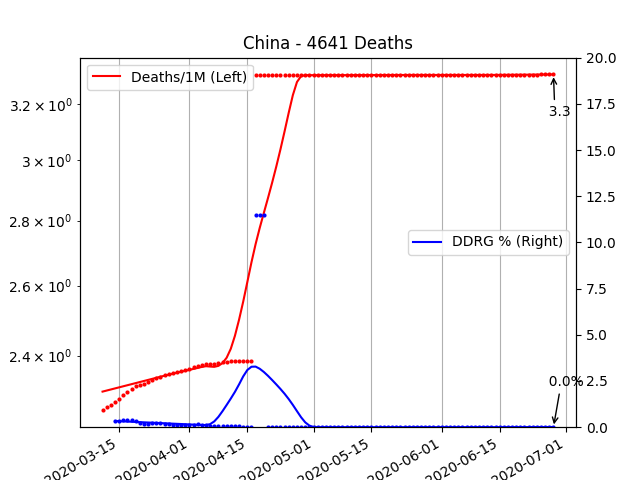 China - 4641 Deaths
Deaths/1M (Left)
DDRG % (Right)
3.2 × 10⁰
3 × 10⁰
2.8 × 10⁰
2.6 × 10⁰
2.4 × 10⁰
20.0
17.5
15.0
12.5
10.0
7.5
5.0
2.5
0.0
3.3
0.0%
2020-03-15
2020-04-01
2020-04-15
2020-05-01
2020-05-15
2020-06-01
2020-06-15
2020-07-01